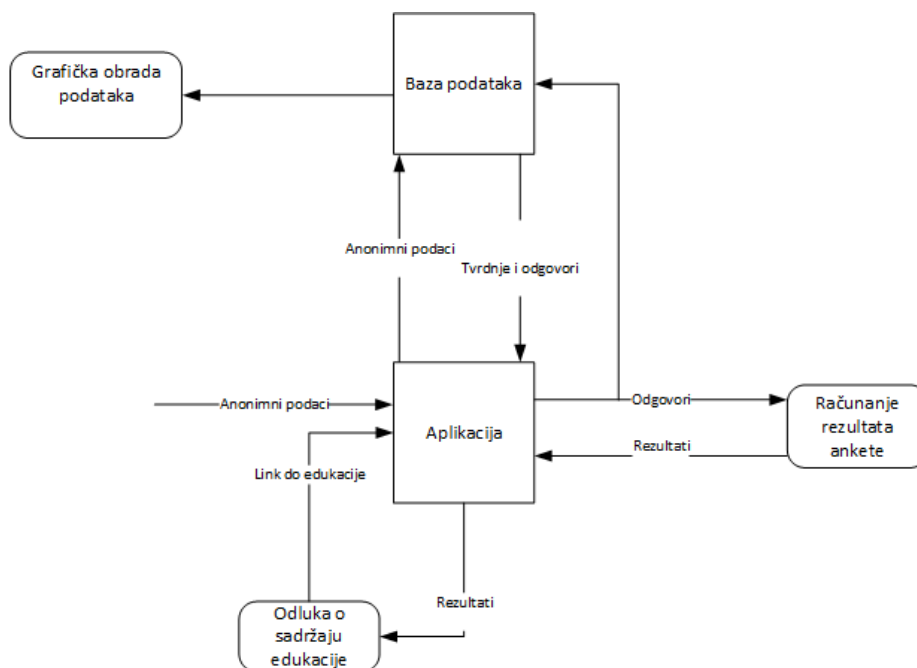 Grafička obrada
podataka
Baza podataka
Anonimni podaci
Tvrdnje i odgovori
Anonimni podaci
Aplikacija
Odgovori
Računanje
rezultata
ankete
Rezultati
Link do edukacije
Rezultati
Odluka o
sadržaju
edukacije